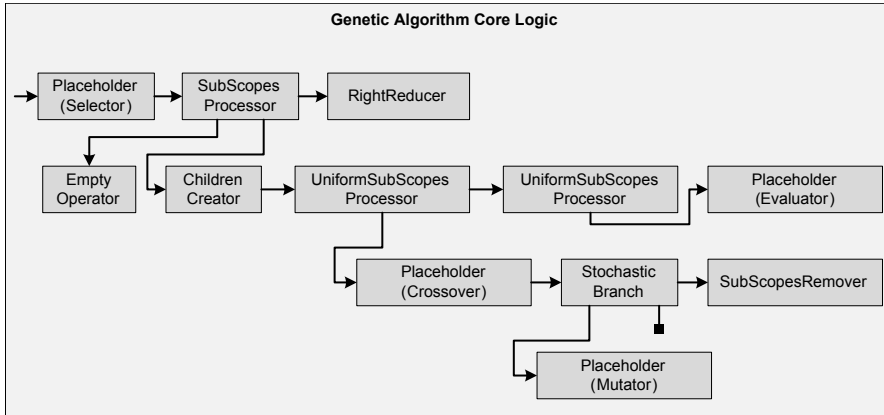 Genetic Algorithm Core Logic
Placeholder
(Selector)
SubScopes
Processor
RightReducer
Empty
Operator
Children
Creator
UniformSubScopes
Processor
UniformSubScopes
Processor
Placeholder
(Evaluator)
Placeholder
(Crossover)
Stochastic
Branch
SubScopesRemover
Placeholder
(Mutator)